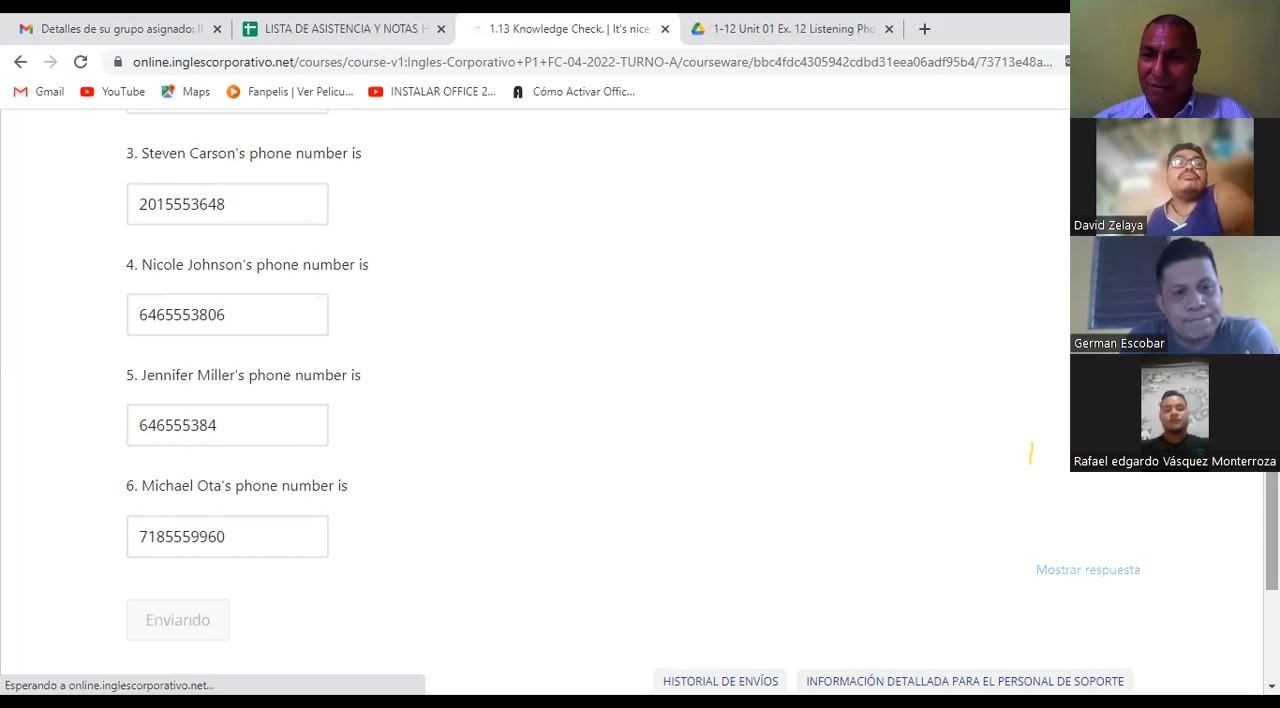 Detalles de su grupo asignado: I
LISTA DE ASISTENCIA Y NOTAS
1.13 Knowledge Check. | It's nice
1-12 Unit 01 Ex. 12 Listening Pho
online.inglescorporativo.net/courses/course-v1:Ingles-Corporativo+P1+FC-04-2022-TURNO-A/courseware/bbc4fdc4305942cdbd31eea06adf95b4/73713e48a...
Gmail
YouTube
Maps
Fanpelis | Ver Pelicu...
INSTALAR OFFICE 2...
Cómo Activar Offic...
3. Steven Carson's phone number is
2015553648
4. Nicole Johnson's phone number is
6465553806
5. Jennifer Miller's phone number is
646555384
6. Michael Ota's phone number is
7185559960
Mostrar respuesta
Enviando
HISTORIAL DE ENVÍOS
INFORMACIÓN DETALLADA PARA EL PERSONAL DE SOPORTE
Esperando a online.inglescorporativo.net...
David Zelaya
German Escobar
Rafael edgardo Vásquez Monterroza